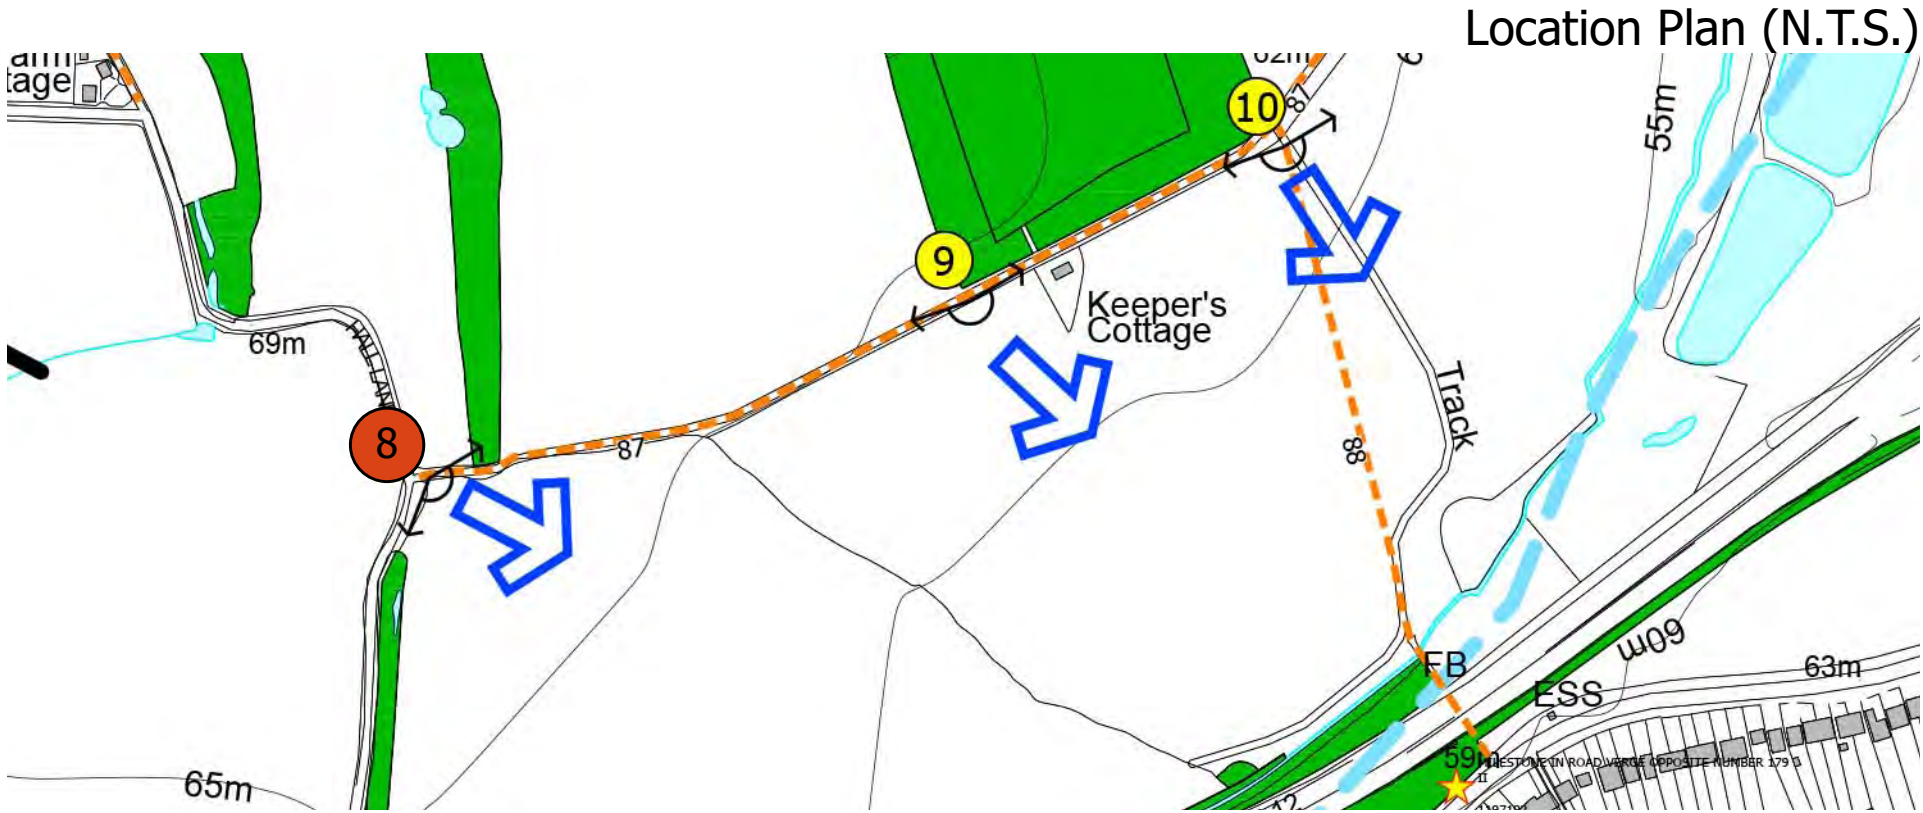 Location Plan (N.T.S.)
tage
10
87
55m
9
Keeper's
Cottage
69m
HALL LANE
8
87
Track
88
60m
FB
63m
ESS
65m
MILESTONE IN ROAD VERGE OPPOSITE NUMBER 179
II